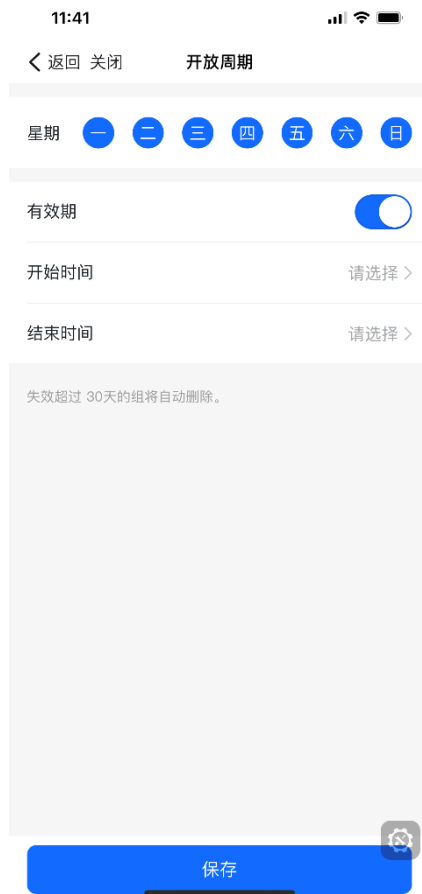 11:41
返回 关闭 开放周期
星期 一 二 三 四 五 六 日
有效期
开始时间 请选择
结束时间 请选择
失效超过 30天的组将自动删除。
保存